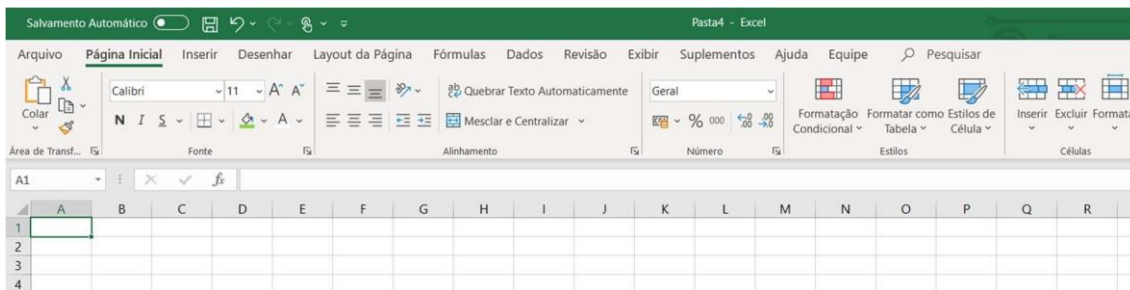 Salvamento Automático
Pasta4 - Excel
Arquivo Página Inicial Inserir Desenhar Layout da Página Fórmulas Dados Revisão Exibir Suplementos Ajuda Equipe Pesquisar
Calibri 11 A^ A˅ ab Quebrar Texto Automaticamente Geral
Colar N I S A Mesclar e Centralizar % 000 Formatação Condicional Formatar como Tabela Estilos de Célula Inserir Excluir Format
Área de Transf... Fonte Alinhamento Número Estilos Células
A1 fx
A B C D E F G H I J K L M N O P Q R
1
2
3
4